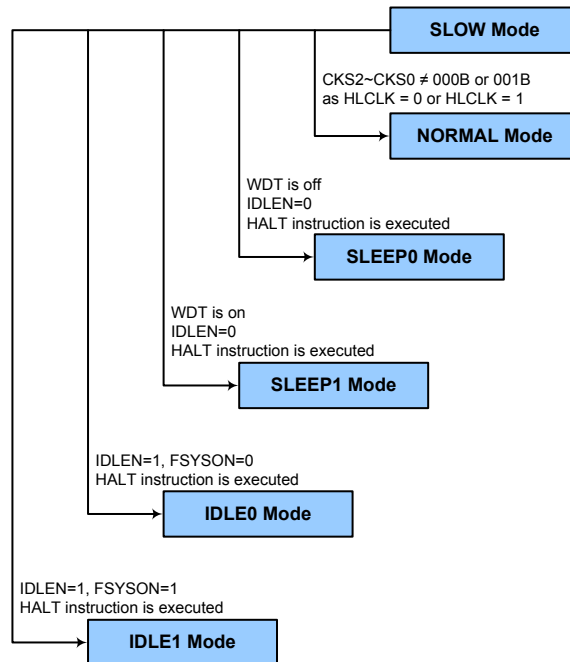 SLOW Mode
CKS2~CKS0 ≠ 000B or 001B
as HLCLK = 0 or HLCLK = 1
NORMAL Mode
WDT is off
IDLEN=0
HALT instruction is executed
SLEEP0 Mode
WDT is on
IDLEN=0
HALT instruction is executed
SLEEP1 Mode
IDLEN=1, FSYSON=0
HALT instruction is executed
IDLE0 Mode
IDLEN=1, FSYSON=1
HALT instruction is executed
IDLE1 Mode